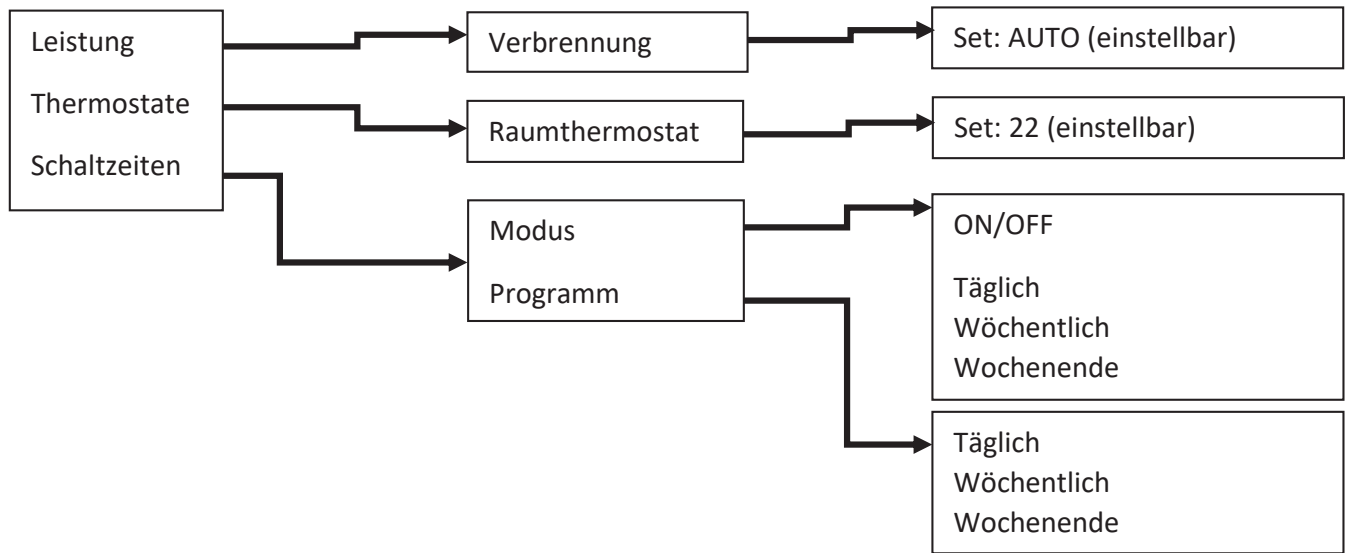 Leistung
Thermostate
Schaltzeiten
Verbrennung
Raumthermostat
Modus
Programm
Set: AUTO (einstellbar)
Set: 22 (einstellbar)
ON/OFF
Täglich
Wöchentlich
Wochenende
Täglich
Wöchentlich
Wochenende